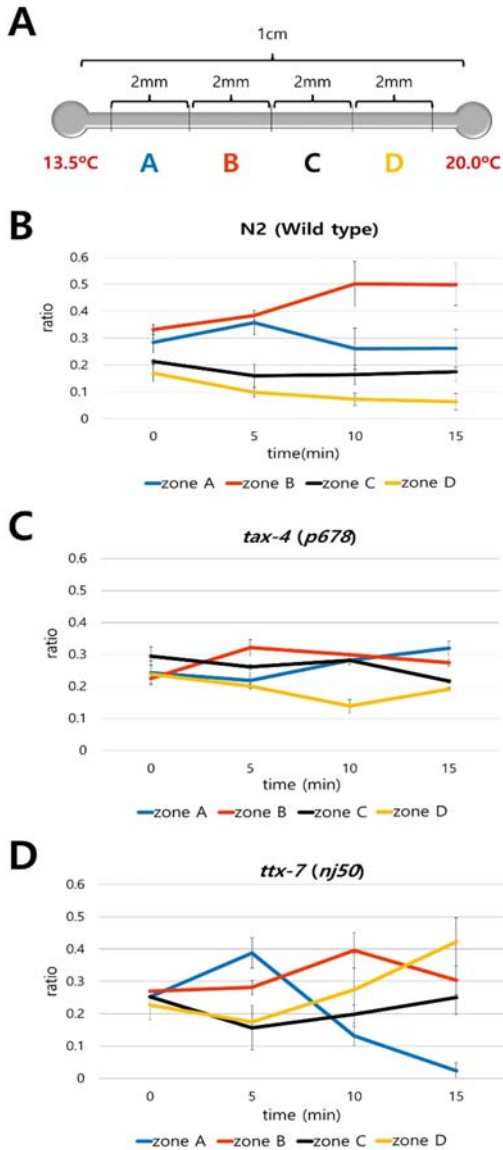 A
1cm
2mm 2mm 2mm 2mm
13.5ºC A B C D 20.0ºC
B
N2 (Wild type)
0.6
0.5
0.4
0.3
0.2
0.1
0
ratio
0 5 10 15
time(min)
zone A zone B zone C zone D
C
tax-4 (p678)
0.6
0.5
0.4
0.3
0.2
0.1
0
ratio
0 5 10 15
time (min)
zone A zone B zone C zone D
D
ttx-7 (nj50)
0.6
0.5
0.4
0.3
0.2
0.1
0
ratio
0 5 10 15
time (min)
zone A zone B zone C zone D